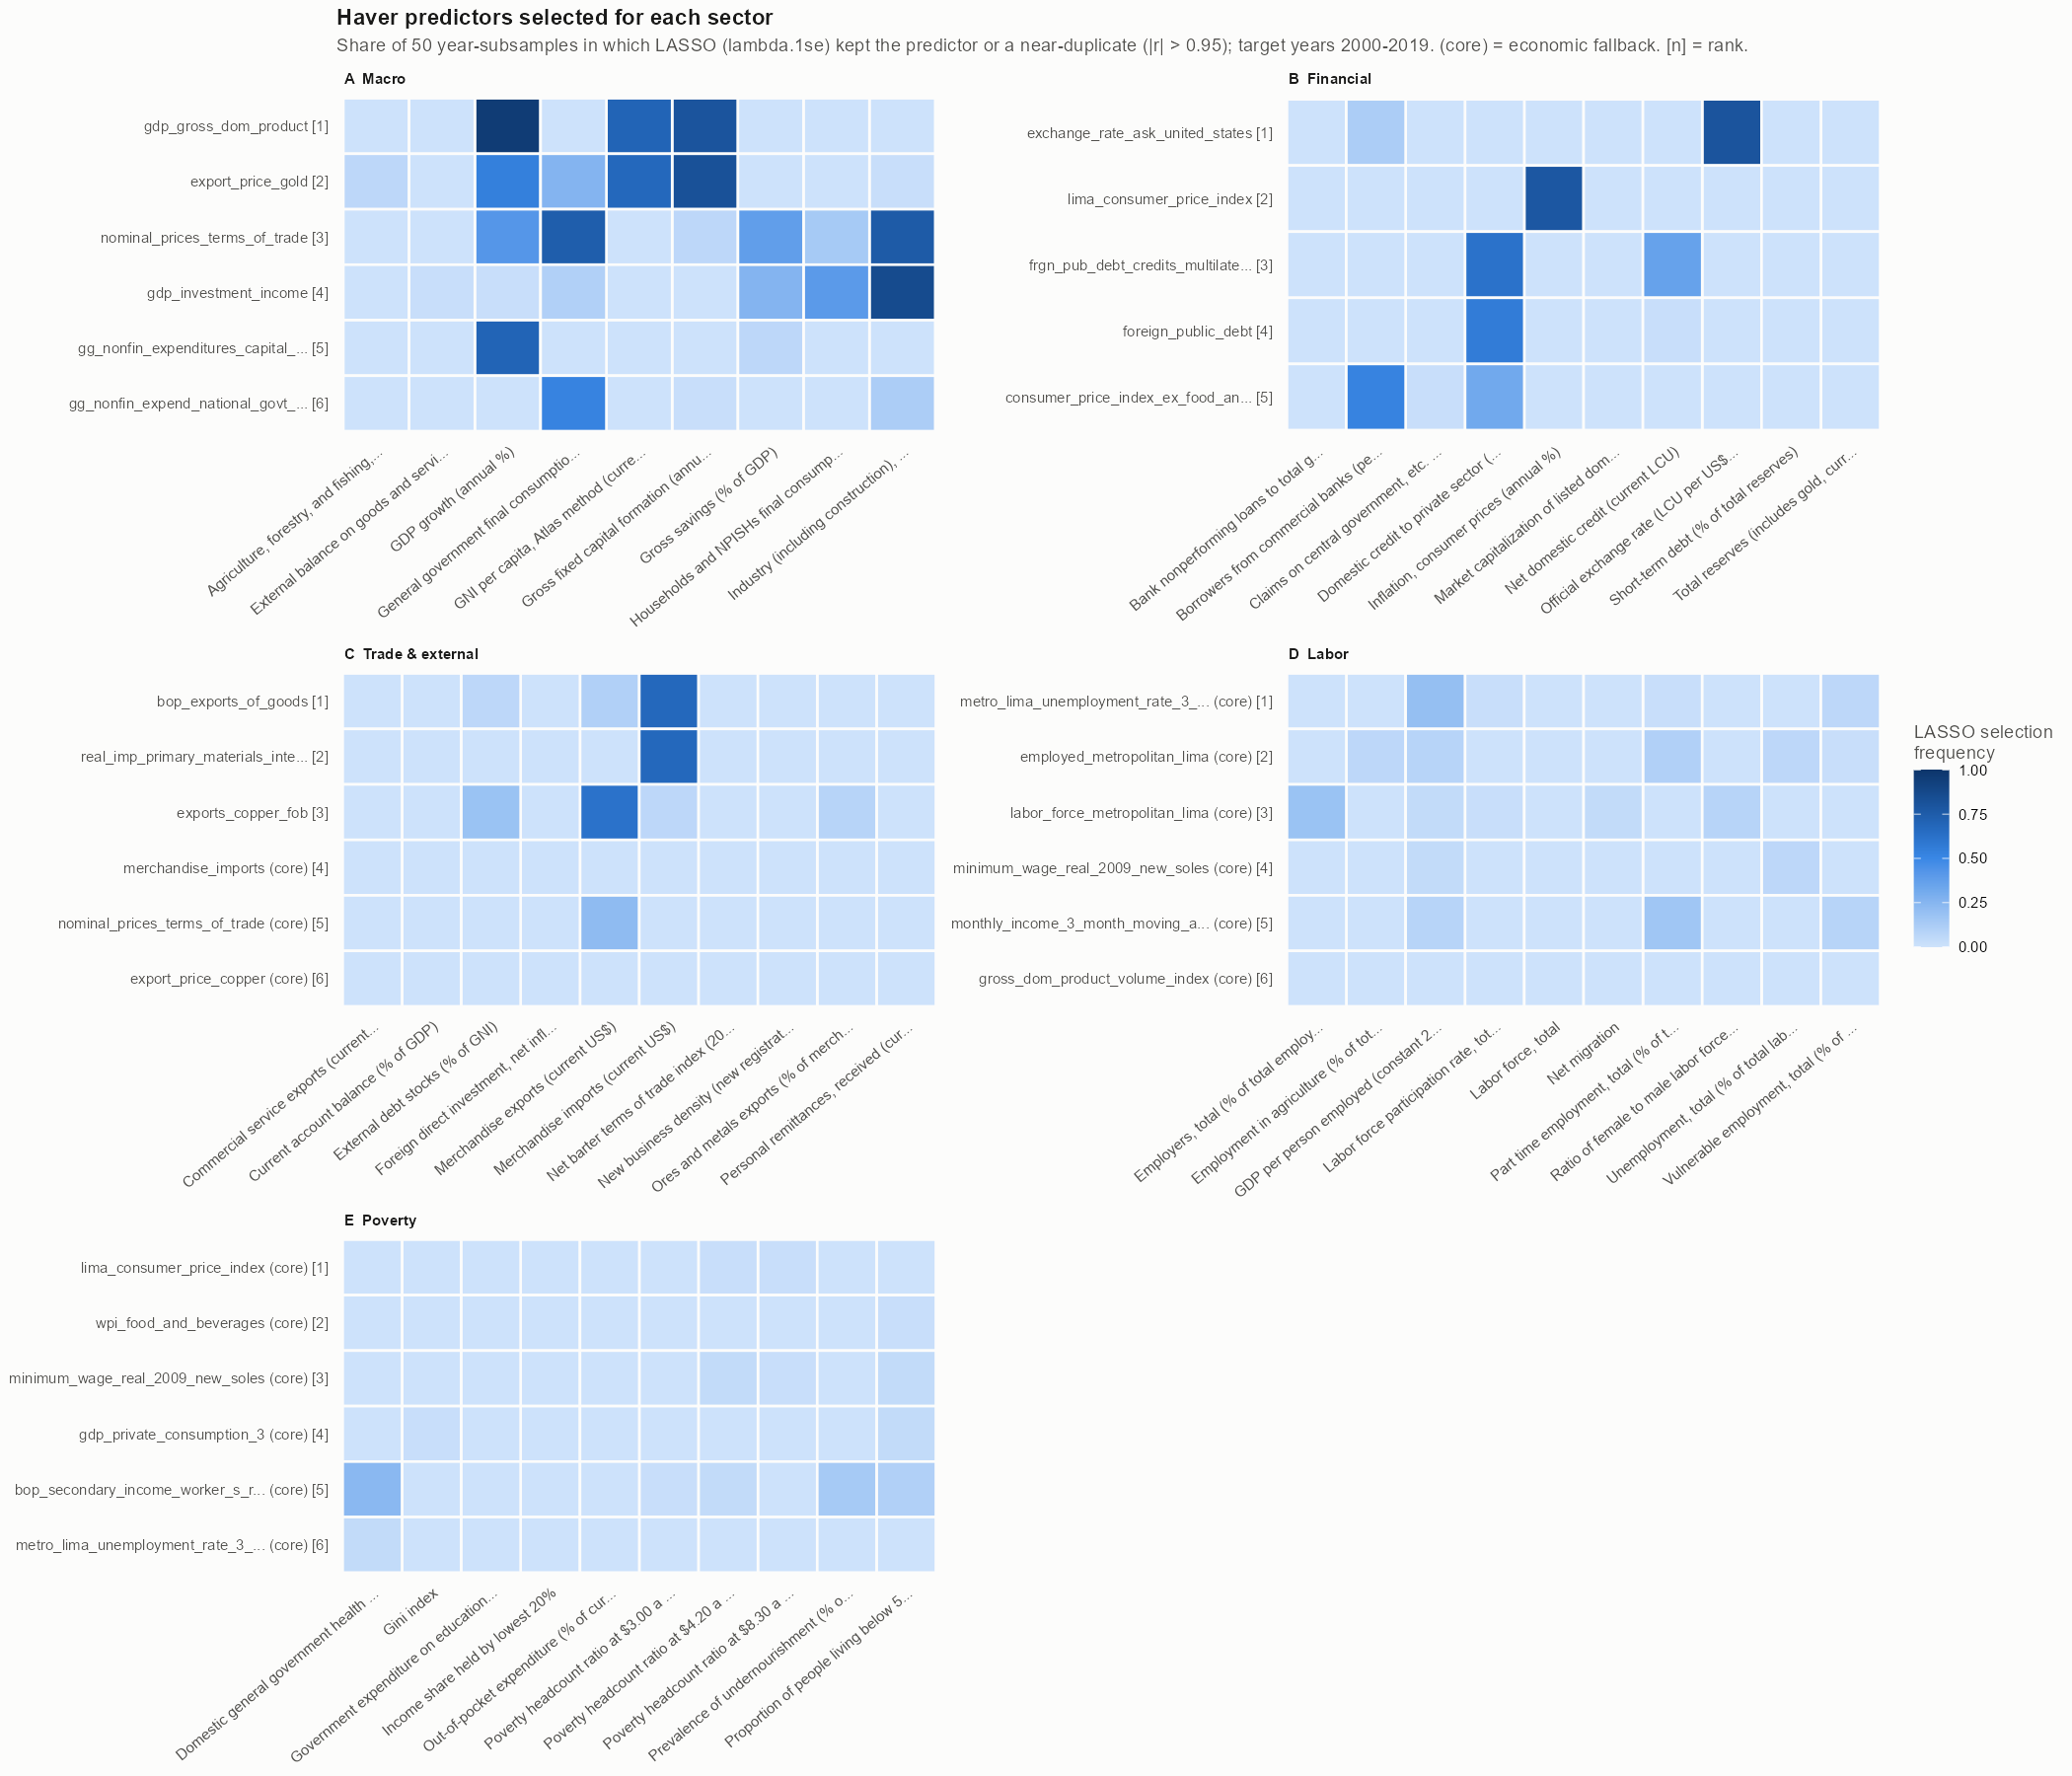 Haver predictors selected for each sector
Share of 50 year-subsamples in which LASSO (lambda.1se) kept the predictor or a near-duplicate (|r| > 0.95); target years 2000-2019. (core) = economic fallback. [n] = rank.
A Macro
gdp_gross_dom_product [1]
export_price_gold [2]
nominal_prices_terms_of_trade [3]
gdp_investment_income [4]
gg_nonfin_expenditures_capital_... [5]
gg_nonfin_expend_national_govt_... [6]
Agriculture, forestry, and fishing,...
External balance on goods and servi...
GDP growth (annual %)
General government final consumptio...
GNI per capita, Atlas method (curre...
Gross fixed capital formation (annu...
Gross savings (% of GDP)
Households and NPISHs final consump...
Industry (including construction), ...
B Financial
exchange_rate_ask_united_states [1]
lima_consumer_price_index [2]
frgn_pub_debt_credits_multilate... [3]
foreign_public_debt [4]
consumer_price_index_ex_food_an... [5]
Bank nonperforming loans to total g...
Borrowers from commercial banks (pe...
Claims on central government, etc. ...
Domestic credit to private sector (...
Inflation, consumer prices (annual %)
Market capitalization of listed dom...
Net domestic credit (current LCU)
Official exchange rate (LCU per US$...
Short-term debt (% of total reserves)
Total reserves (includes gold, curr...
C Trade & external
bop_exports_of_goods [1]
real_imp_primary_materials_inte... [2]
exports_copper_fob [3]
merchandise_imports (core) [4]
nominal_prices_terms_of_trade (core) [5]
export_price_copper (core) [6]
Commercial service exports (current...
Current account balance (% of GDP)
External debt stocks (% of GNI)
Foreign direct investment, net infl...
Merchandise exports (current US$)
Merchandise imports (current US$)
Net barter terms of trade index (20...
New business density (new registrat...
Ores and metals exports (% of merch...
Personal remittances, received (cur...
D Labor
metro_lima_unemployment_rate_3_... (core) [1]
employed_metropolitan_lima (core) [2]
labor_force_metropolitan_lima (core) [3]
minimum_wage_real_2009_new_soles (core) [4]
monthly_income_3_month_moving_a... (core) [5]
gross_dom_product_volume_index (core) [6]
Employers, total (% of total employ...
Employment in agriculture (% of tot...
GDP per person employed (constant 2...
Labor force participation rate, tot...
Labor force, total
Net migration
Part time employment, total (% of t...
Ratio of female to male labor force...
Unemployment, total (% of total lab...
Vulnerable employment, total (% of ...
LASSO selection
frequency
1.00
0.75
0.50
0.25
0.00
E Poverty
lima_consumer_price_index (core) [1]
wpi_food_and_beverages (core) [2]
minimum_wage_real_2009_new_soles (core) [3]
gdp_private_consumption_3 (core) [4]
bop_secondary_income_worker_s_r... (core) [5]
metro_lima_unemployment_rate_3_... (core) [6]
Domestic general government health ...
Gini index
Government expenditure on education...
Income share held by lowest 20%
Out-of-pocket expenditure (% of cur...
Poverty headcount ratio at $3.00 a ...
Poverty headcount ratio at $4.20 a ...
Poverty headcount ratio at $8.30 a ...
Prevalence of undernourishment (% o...
Proportion of people living below 5...